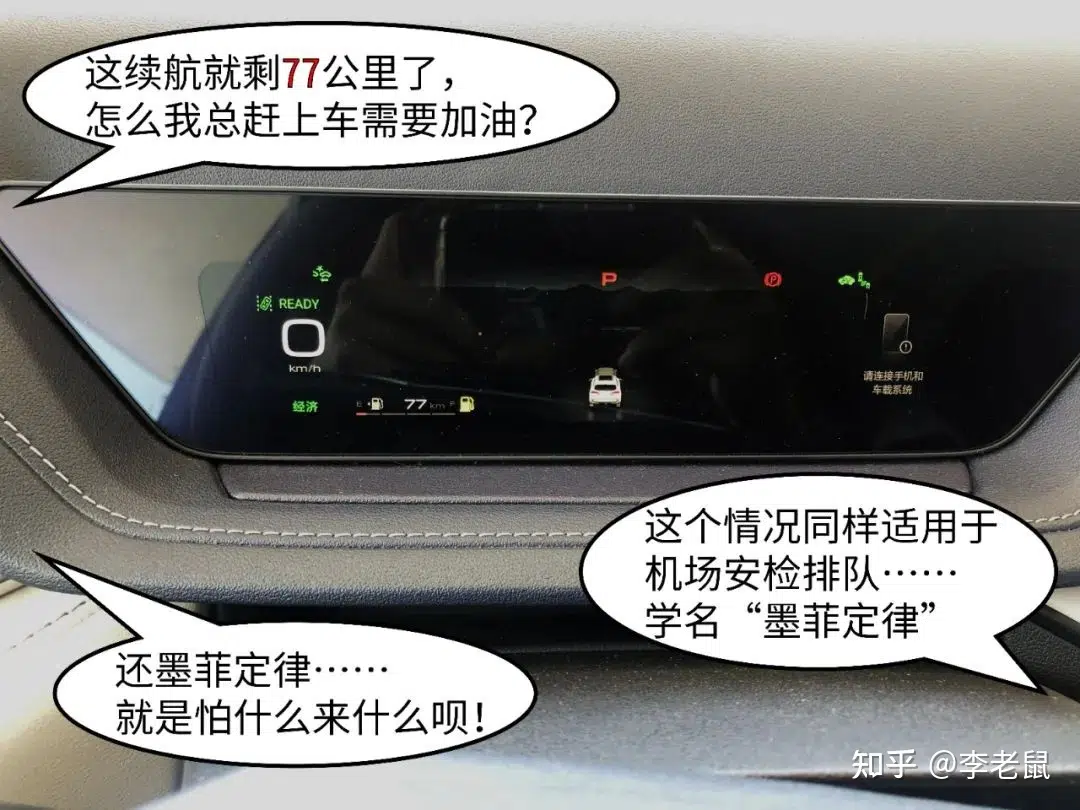 这续航就剩77公里了，
怎么我总赶上车需要加油？
P
P
READY
km/h
请连接手机和
车载系统
经济
E 77 km F
这个情况同样适用于
机场安检排队……
学名“墨菲定律”
还墨菲定律……
就是怕什么来什么呗！
知乎 @李老鼠